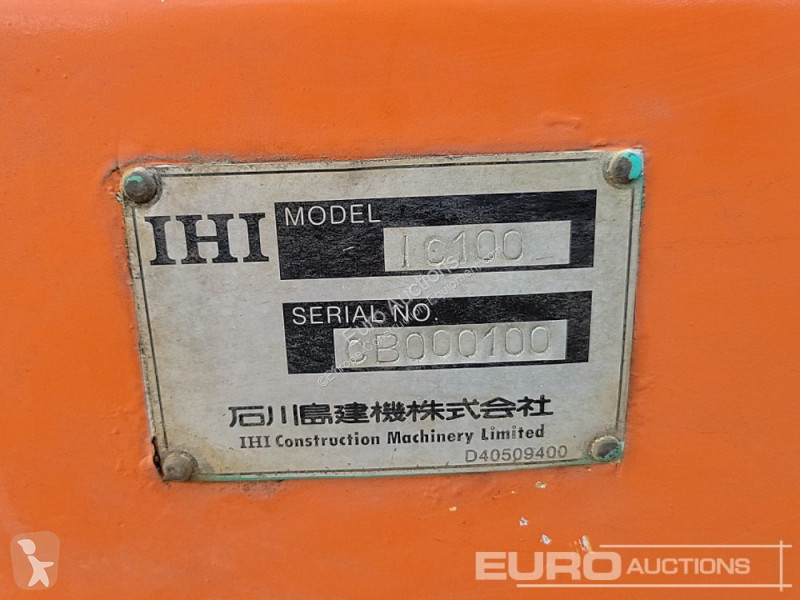 IHI
MODEL
IC100
SERIAL NO.
CB000100
石川島建機株式会社
IHI Construction Machinery Limited
D40509400
EURO AUCTIONS